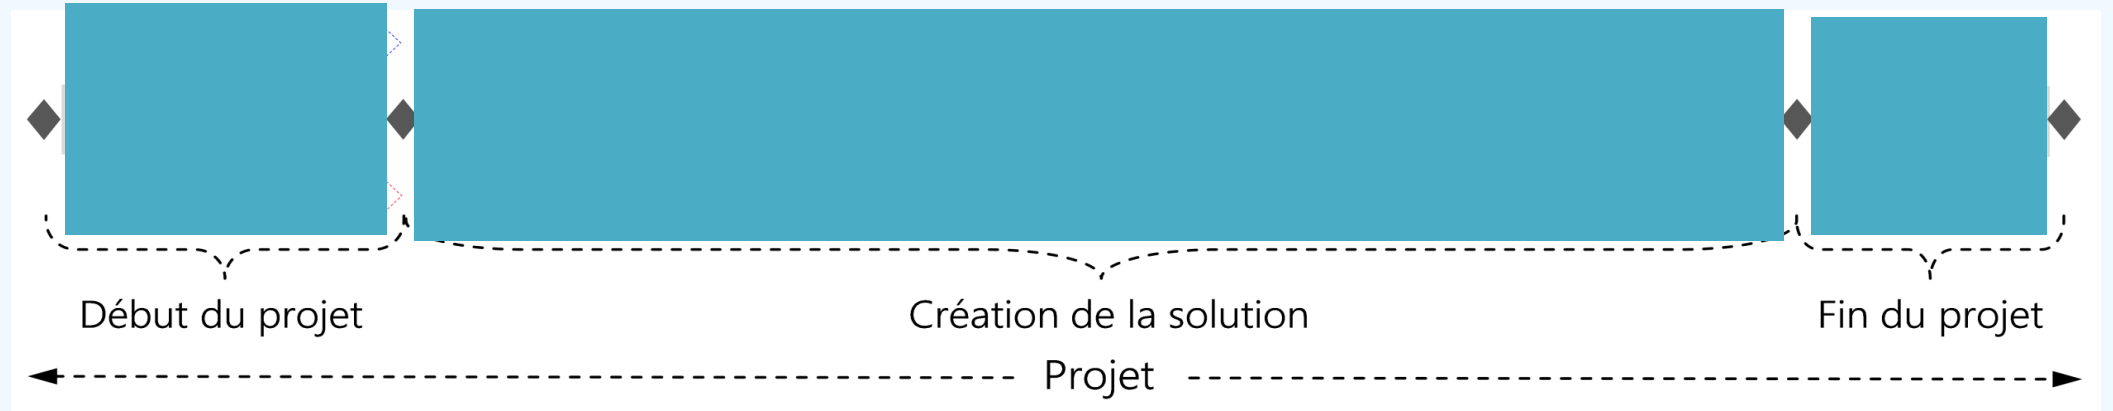 Début du projet
Création de la solution
Fin du projet
Projet